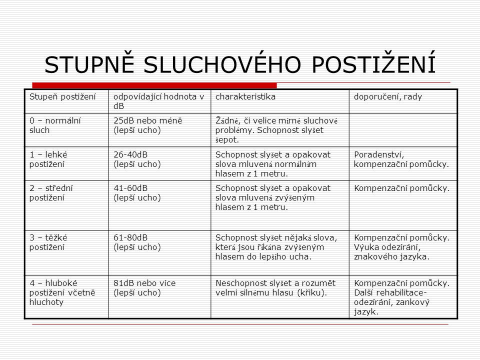 STUPNĚ SLUCHOVÉHO POSTIŽENÍ
Stupeň postižení
odpovídající hodnota v
dB
charakteristika
doporučení, rady
0 – normální
sluch
25dB nebo méně
(lepší ucho)
Žádné, či velice mírné sluchové
problémy. Schopnost slyšet
šepot.
1 – lehké
postižení
26-40dB
(lepší ucho)
Schopnost slyšet a opakovat
slova mluvená normálním
hlasem z 1 metru.
Poradenství,
kompenzační pomůcky.
2 – střední
postižení
41-60dB
(lepší ucho)
Schopnost slyšet a opakovat
slova mluvená zvýšeným
hlasem z 1 metru.
Kompenzační pomůcky.
3 – těžké
postižení
61-80dB
(lepší ucho)
Schopnost slyšet nějaká slova,
která jsou říkána zvýšeným
hlasem do lepšího ucha.
Kompenzační pomůcky.
Výuka odezírání,
znakového jazyka.
4 – hluboké
postižení včetně
hluchoty
81dB nebo více
(lepší ucho)
Neschopnost slyšet a rozumět
velmi silnému hlasu (křiku).
Kompenzační pomůcky.
Další rehabilitace-
odezírání, zankový
jazyk.